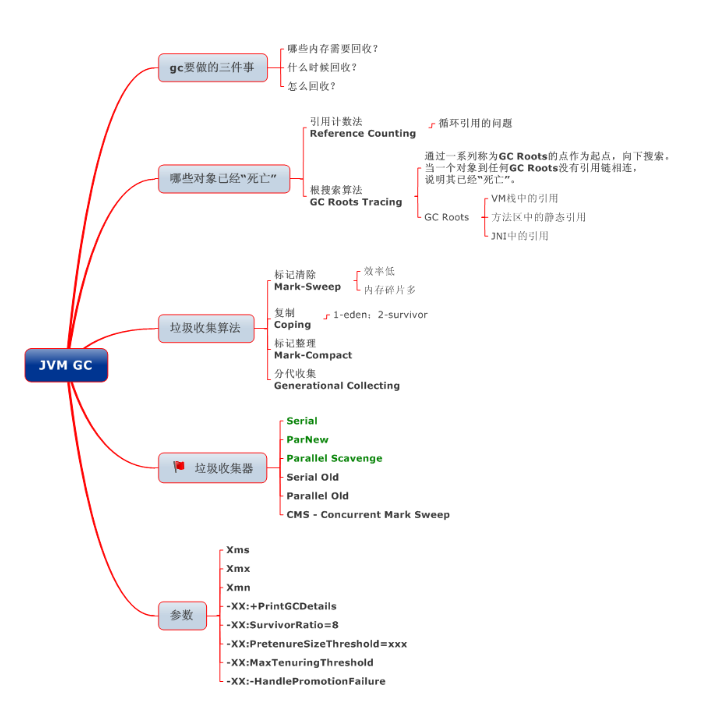 JVM GC
gc要做的三件事
哪些内存需要回收?
什么时候回收?
怎么回收?
哪些对象已经“死亡”
引用计数法
Reference Counting
循环引用的问题
根搜索算法
GC Roots Tracing
通过一系列称为GC Roots的点作为起点，向下搜索。
当一个对象到任何GC Roots没有引用链相连，
说明其已经“死亡”。
GC Roots
VM栈中的引用
方法区中的静态引用
JNI中的引用
垃圾收集算法
标记清除
Mark-Sweep
效率低
内存碎片多
复制
Coping
1-eden；2-survivor
标记整理
Mark-Compact
分代收集
Generational Collecting
垃圾收集器
Serial
ParNew
Parallel Scavenge
Serial Old
Parallel Old
CMS - Concurrent Mark Sweep
参数
Xms
Xmx
Xmn
-XX:+PrintGCDetails
-XX:SurvivorRatio=8
-XX:PretenureSizeThreshold=xxx
-XX:MaxTenuringThreshold
-XX:-HandlePromotionFailure